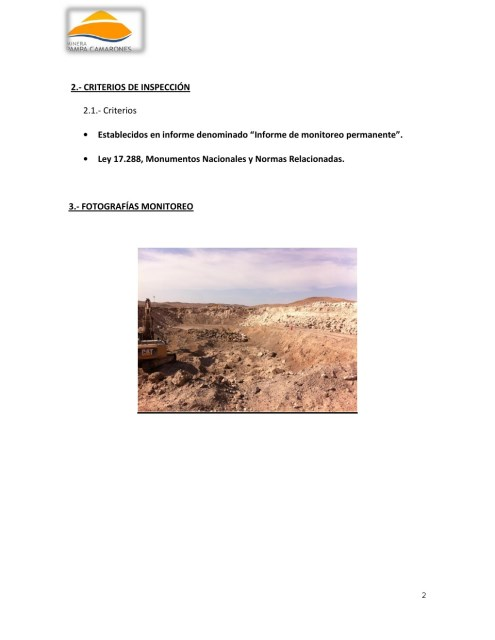 MINERA
PAMPA CAMARONES
2.- CRITERIOS DE INSPECCIÓN
2.1.- Criterios
• Establecidos en informe denominado “Informe de monitoreo permanente”.
• Ley 17.288, Monumentos Nacionales y Normas Relacionadas.
3.- FOTOGRAFÍAS MONITOREO
CAT
2